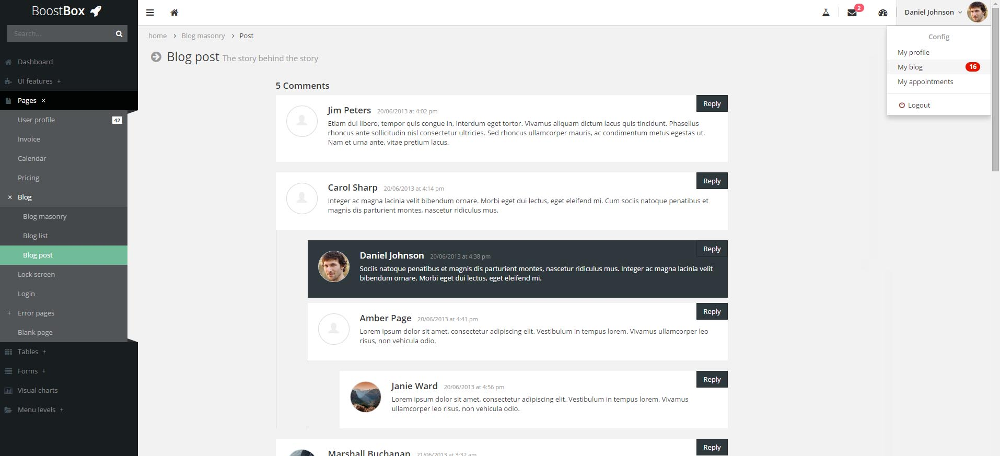 BoostBox
Search...
Dashboard
UI features +
Pages ×
User profile 42
Invoice
Calendar
Pricing
× Blog
Blog masonry
Blog list
Blog post
Lock screen
Login
+ Error pages
Blank page
Tables +
Forms +
Visual charts
Menu levels +
2
Daniel Johnson
home > Blog masonry > Post
Config
My profile
My blog 16
My appointments
Logout
Blog post The story behind the story
5 Comments
Jim Peters 20/06/2013 at 4:02 pm
Reply
Etiam dui libero, tempor quis congue in, interdum eget tortor. Vivamus aliquam dictum lacus quis tincidunt. Phasellus
rhoncus ante sollicitudin nisl consectetur ultricies. Sed rhoncus ullamcorper mauris, ac condimentum metus egestas ut.
Nam et urna ante, vitae pretium lacus.
Carol Sharp 20/06/2013 at 4:14 pm
Reply
Integer ac magna lacinia velit bibendum ornare. Morbi eget dui lectus, eget eleifend mi. Cum sociis natoque penatibus et
magnis dis parturient montes, nascetur ridiculus mus.
Daniel Johnson 20/06/2013 at 4:38 pm
Reply
Sociis natoque penatibus et magnis dis parturient montes, nascetur ridiculus mus. Integer ac magna lacinia velit
bibendum ornare. Morbi eget dui lectus, eget eleifend mi.
Amber Page 20/06/2013 at 4:41 pm
Reply
Lorem ipsum dolor sit amet, consectetur adipiscing elit. Vestibulum in tempus lorem. Vivamus ullamcorper leo
risus, non vehicula odio.
Janie Ward 20/06/2013 at 4:56 pm
Reply
Lorem ipsum dolor sit amet, consectetur adipiscing elit. Vestibulum in tempus lorem. Vivamus
ullamcorper leo risus, non vehicula odio.
Marshall Buchanan 21/06/2013 at 3:32 am
Reply